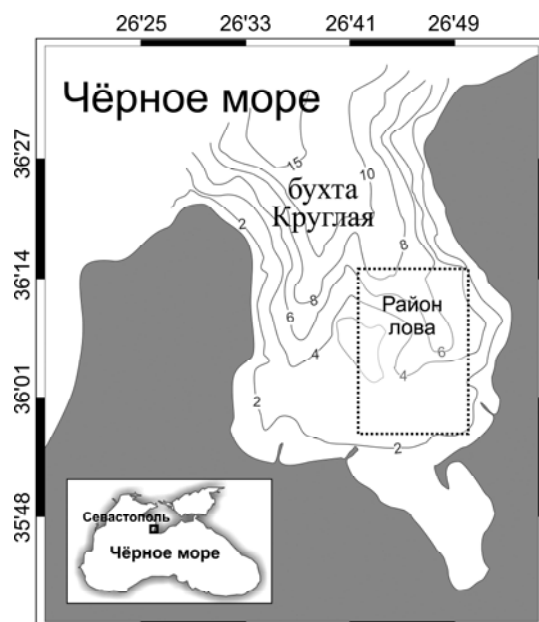 26'25 26'33 26'41 26'49
Чёрное море
36'27
15
10
бухта
Круглая
2
8
36'14
8
6
Район
лова
4
6
4
36'01
2
2
35'48
Севастополь
Чёрное море